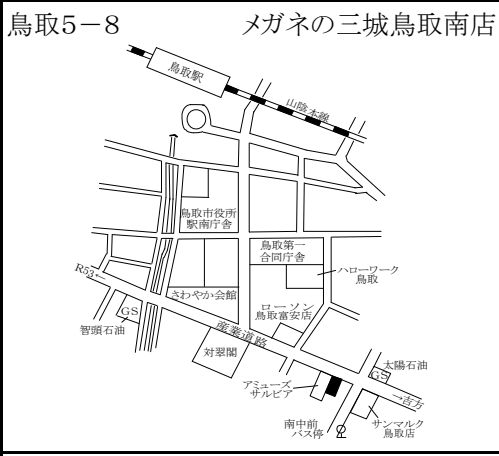 鳥取5－8
メガネの三城鳥取南店
鳥取駅
山陰本線
鳥取市役所
駅南庁舎
鳥取第一
合同庁舎
ハローワーク
鳥取
R53←
さわやか会館
ローソン
鳥取富安店
GS
智頭石油
産業道路
対翠閣
太陽石油
GS
アミューズ
サルビア
→吉方
南中前
バス停
サンマルク
鳥取店